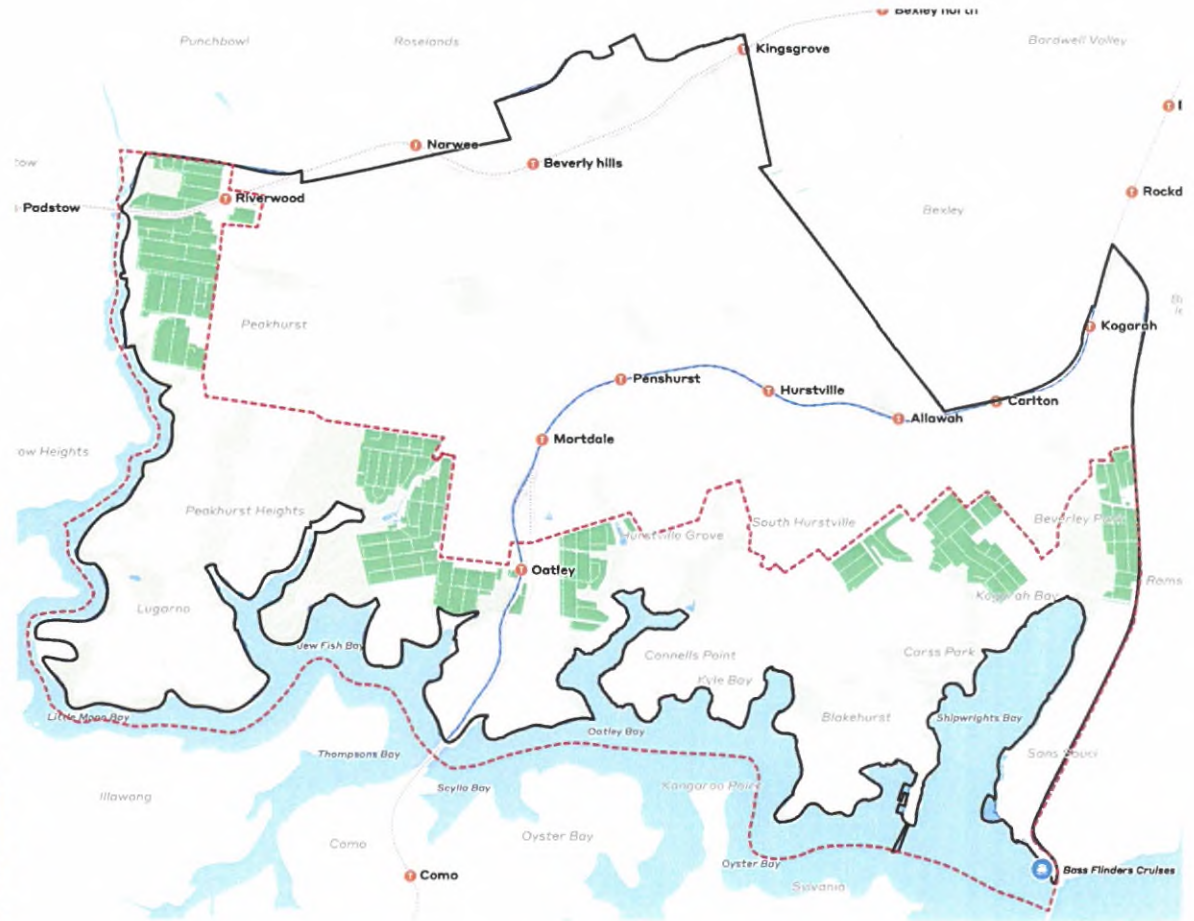 Punchbowl
Roselands
Bexley north
Bardwell Valley
Kingsgrove
Narwee
Beverly hills
Riverwood
Padstow
Bexley
Rockd
Peakhurst
Kogarah
Penshurst
Hurstville
Carlton
Allawah
Mortdale
ow Heights
Peakhurst Heights
South Hurstville
Beverley Park
Hurstville Grove
Oatley
Rams
Kogarah Bay
Lugarno
Jew Fish Bay
Connells Point
Carss Park
Kyle Bay
Little Moon Bay
Blakehurst
Shipwrights Bay
Oatley Bay
Thompsons Bay
Sans Souci
Illawong
Scylla Bay
Kangaroo Point
Como
Oyster Bay
Oyster Bay
Bass Flinders Cruises
Como
Sylvania